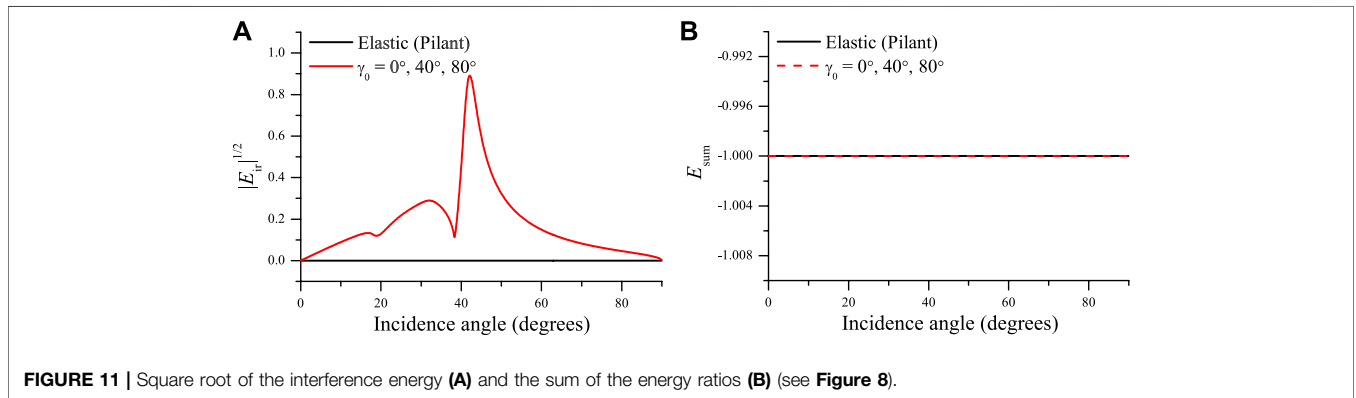 A
Elastic (Pilant)
γ0 = 0°, 40°, 80°
|Eir|1/2
1.0
0.8
0.6
0.4
0.2
0.0
0 20 40 60 80
Incidence angle (degrees)
B
Elastic (Pilant)
γ0 = 0°, 40°, 80°
Esum
-0.992
-0.996
-1.000
-1.004
-1.008
0 20 40 60 80
Incidence angle (degrees)
FIGURE 11 | Square root of the interference energy (A) and the sum of the energy ratios (B) (see Figure 8).